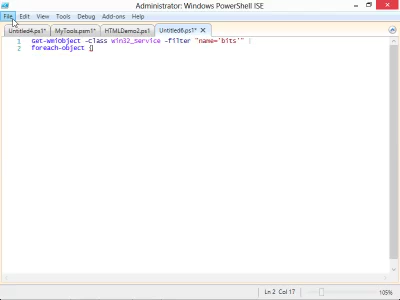 Administrator: Windows PowerShell ISE
File Edit View Tools Debug Add-ons Help
Untitled4.ps1* MyTools.psm1* HTMLDemo2.ps1 Untitled6.ps1* X
1 get-wmiobject -class win32_service -filter "name='bits'" |
2 foreach-object {}
Ln 2 Col 17 105%